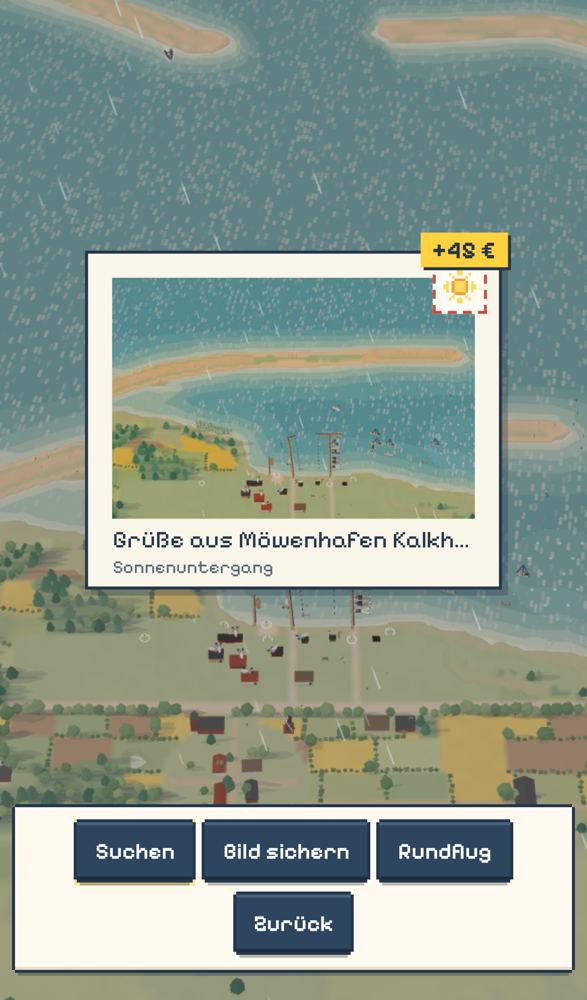 +48 €
Grüße aus Möwenhafen Kalkh...
Sonnenuntergang
Suchen
Bild sichern
Rundflug
Zurück